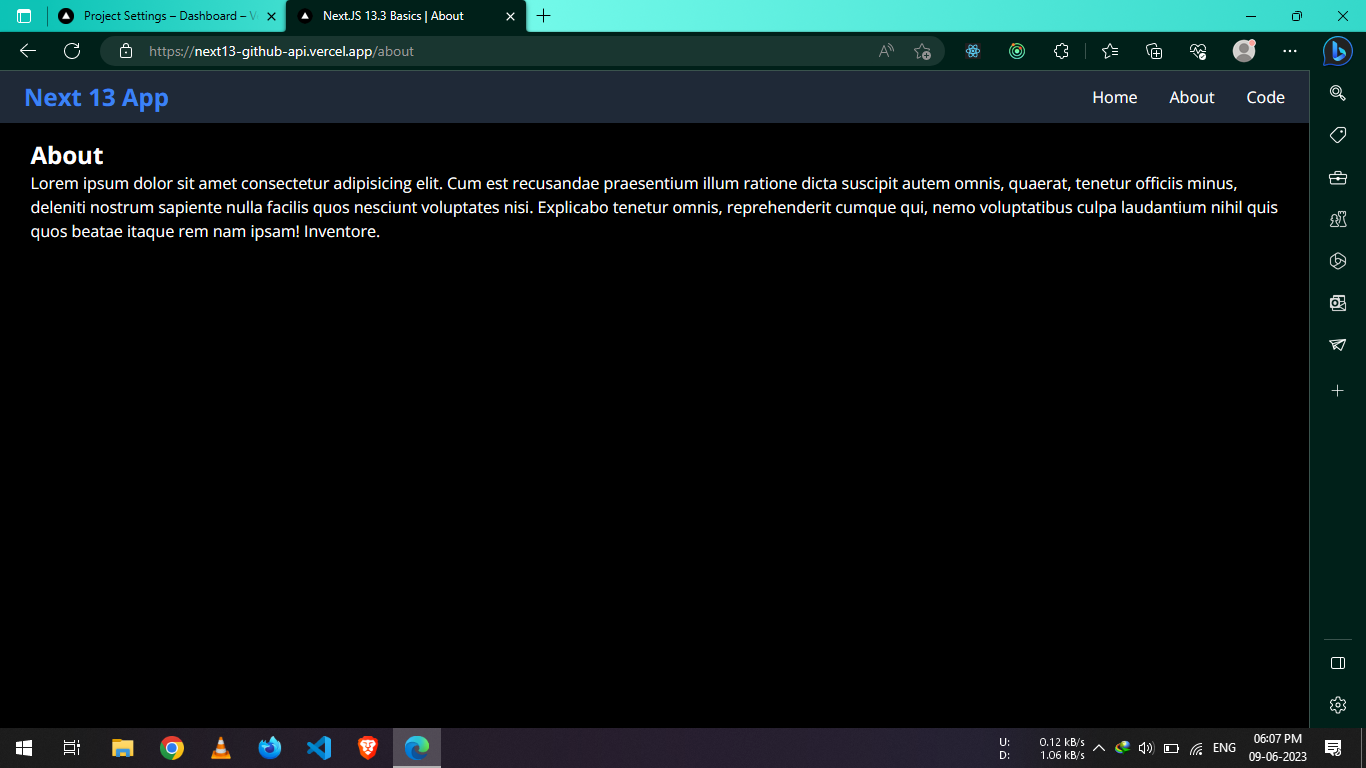 Project Settings – Dashboard – V
NextJS 13.3 Basics | About
https://next13-github-api.vercel.app/about
Next 13 App
Home
About
Code
About
Lorem ipsum dolor sit amet consectetur adipisicing elit. Cum est recusandae praesentium illum ratione dicta suscipit autem omnis, quaerat, tenetur officiis minus,
deleniti nostrum sapiente nulla facilis quos nesciunt voluptates nisi. Explicabo tenetur omnis, reprehenderit cumque qui, nemo voluptatibus culpa laudantium nihil quis
quos beatae itaque rem nam ipsam! Inventore.
U: 0.12 kB/s
D: 1.06 kB/s
ENG
06:07 PM
09-06-2023